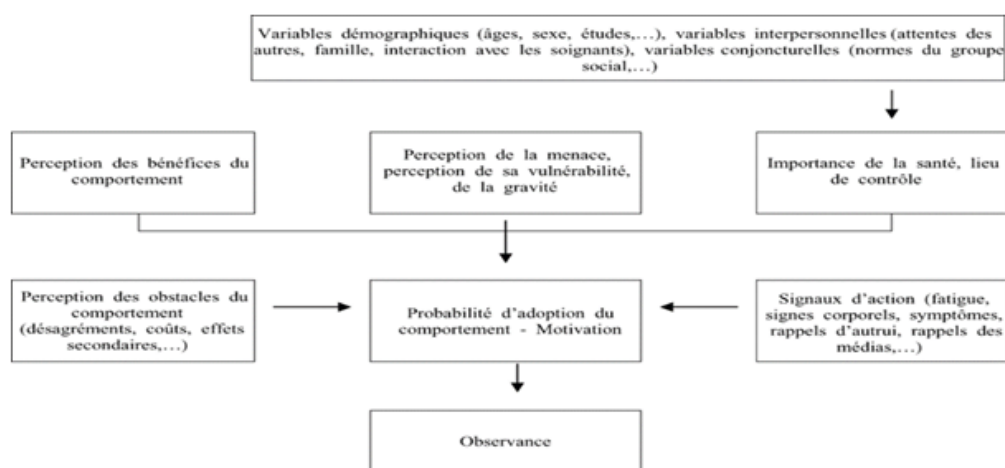 Variables démographiques (âges, sexe, études,...), variables interpersonnelles (attentes des
autres, famille, interaction avec les soignants), variables conjoncturelles (normes du groupe
social,...)
Perception des bénéfices du
comportement
Perception de la menace,
perception de sa vulnérabilité,
de la gravité
Importance de la santé, lieu
de contrôle
Perception des obstacles du
comportement
(désagréments, coûts, effets
secondaires,...)
Probabilité d'adoption du
comportement - Motivation
Signaux d'action (fatigue,
signes corporels, symptômes,
rappels d'autrui, rappels des
médias,...)
Observance